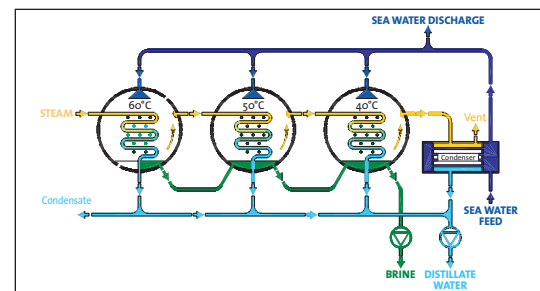 SEA WATER DISCHARGE
60°C
50°C
40°C
STEAM
Vent
Condenser
Condensate
SEA WATER
FEED
BRINE
DISTILLATE
WATER